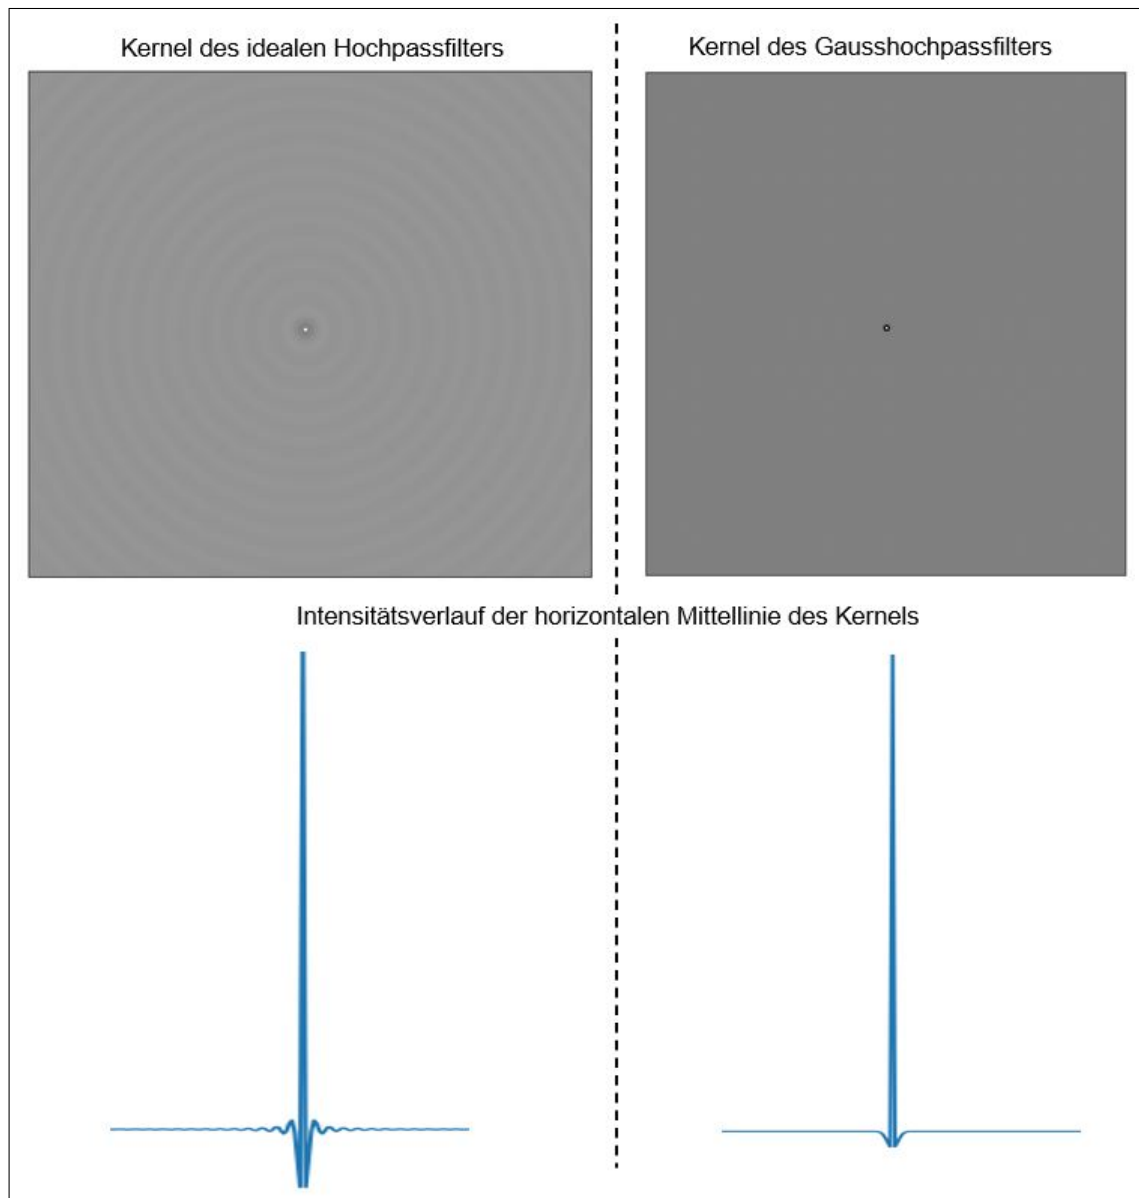 Kernel des idealen Hochpassfilters
Kernel des Gausshochpassfilters
Intensitätsverlauf der horizontalen Mittellinie des Kernels